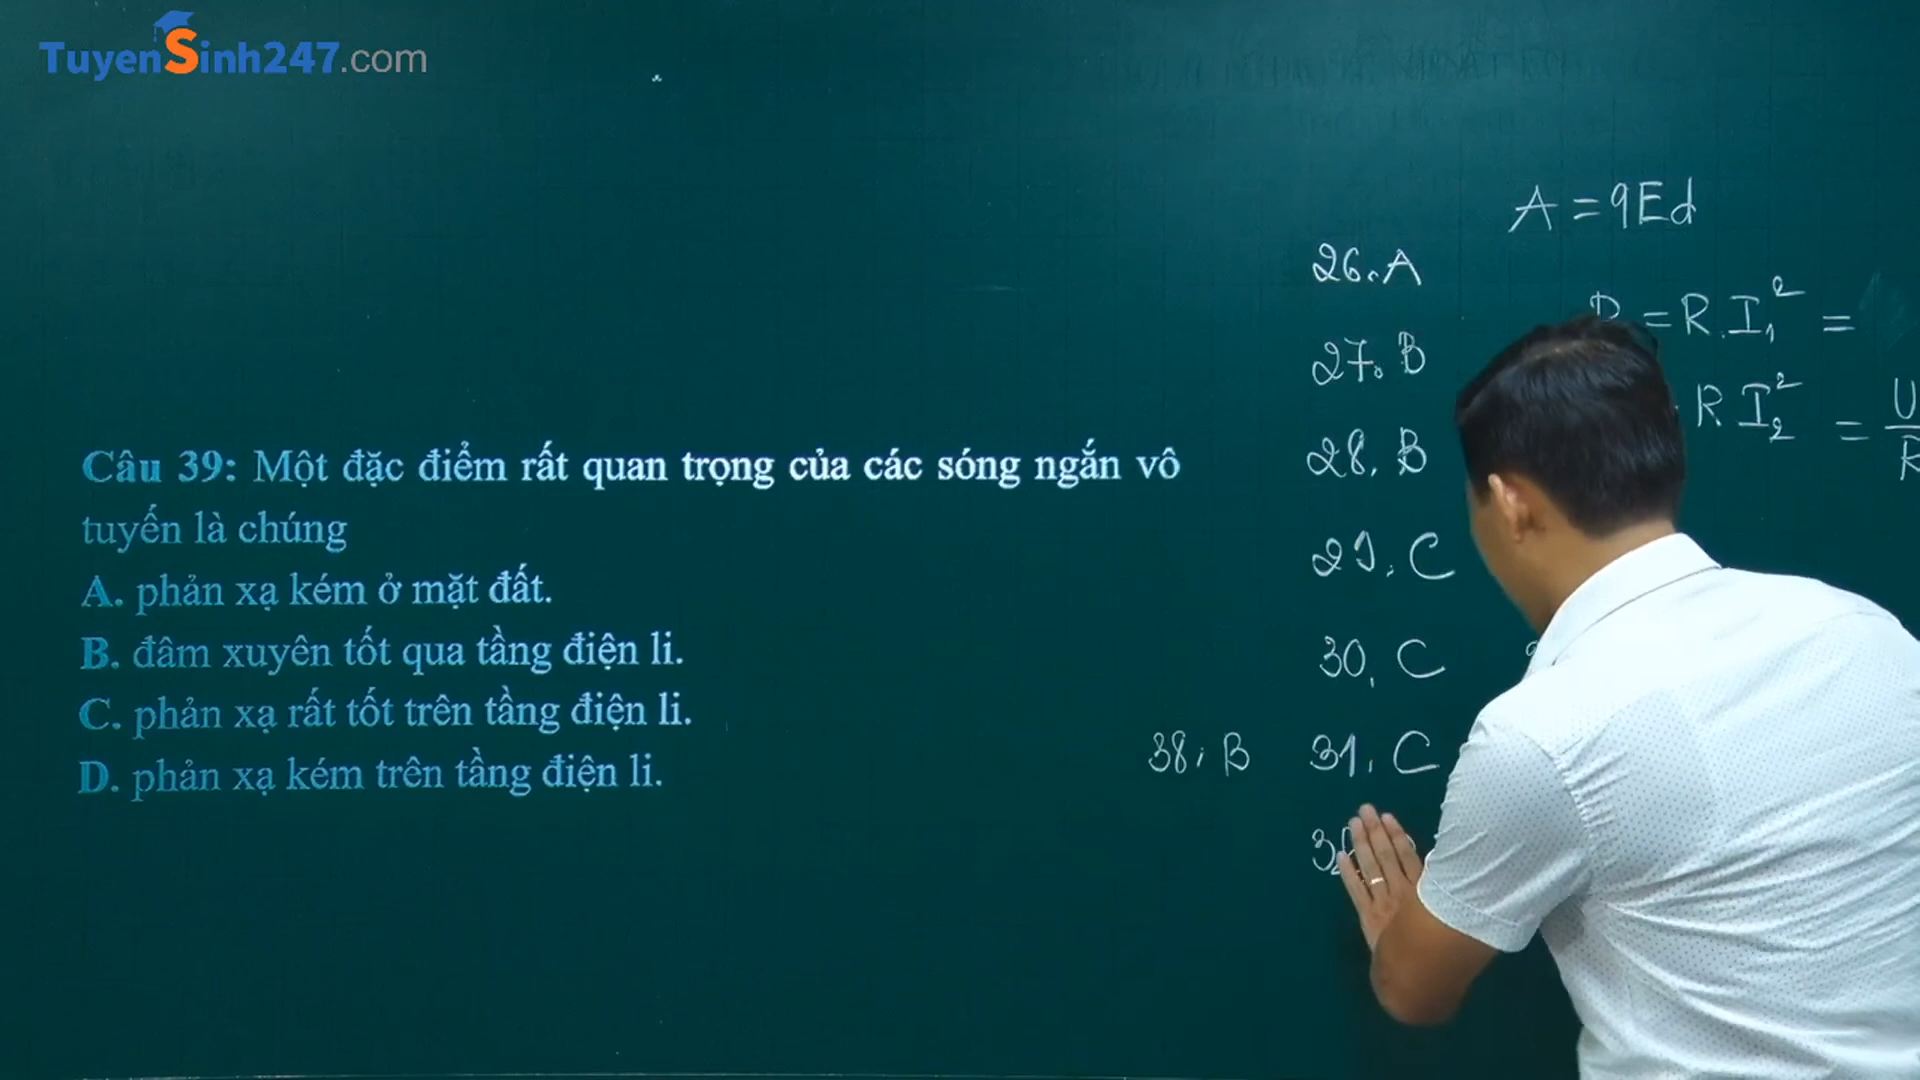 TuyenSinh247.com
Câu 39: Một đặc điểm rất quan trọng của các sóng ngắn vô
tuyến là chúng
A. phản xạ kém ở mặt đất.
B. đâm xuyên tốt qua tầng điện li.
C. phản xạ rất tốt trên tầng điện li.
D. phản xạ kém trên tầng điện li.
38. B
26. A
27. B
28. B
29. C
30. C
31. C
A = qEd
= R.I₁² =
R I₂² = U/R